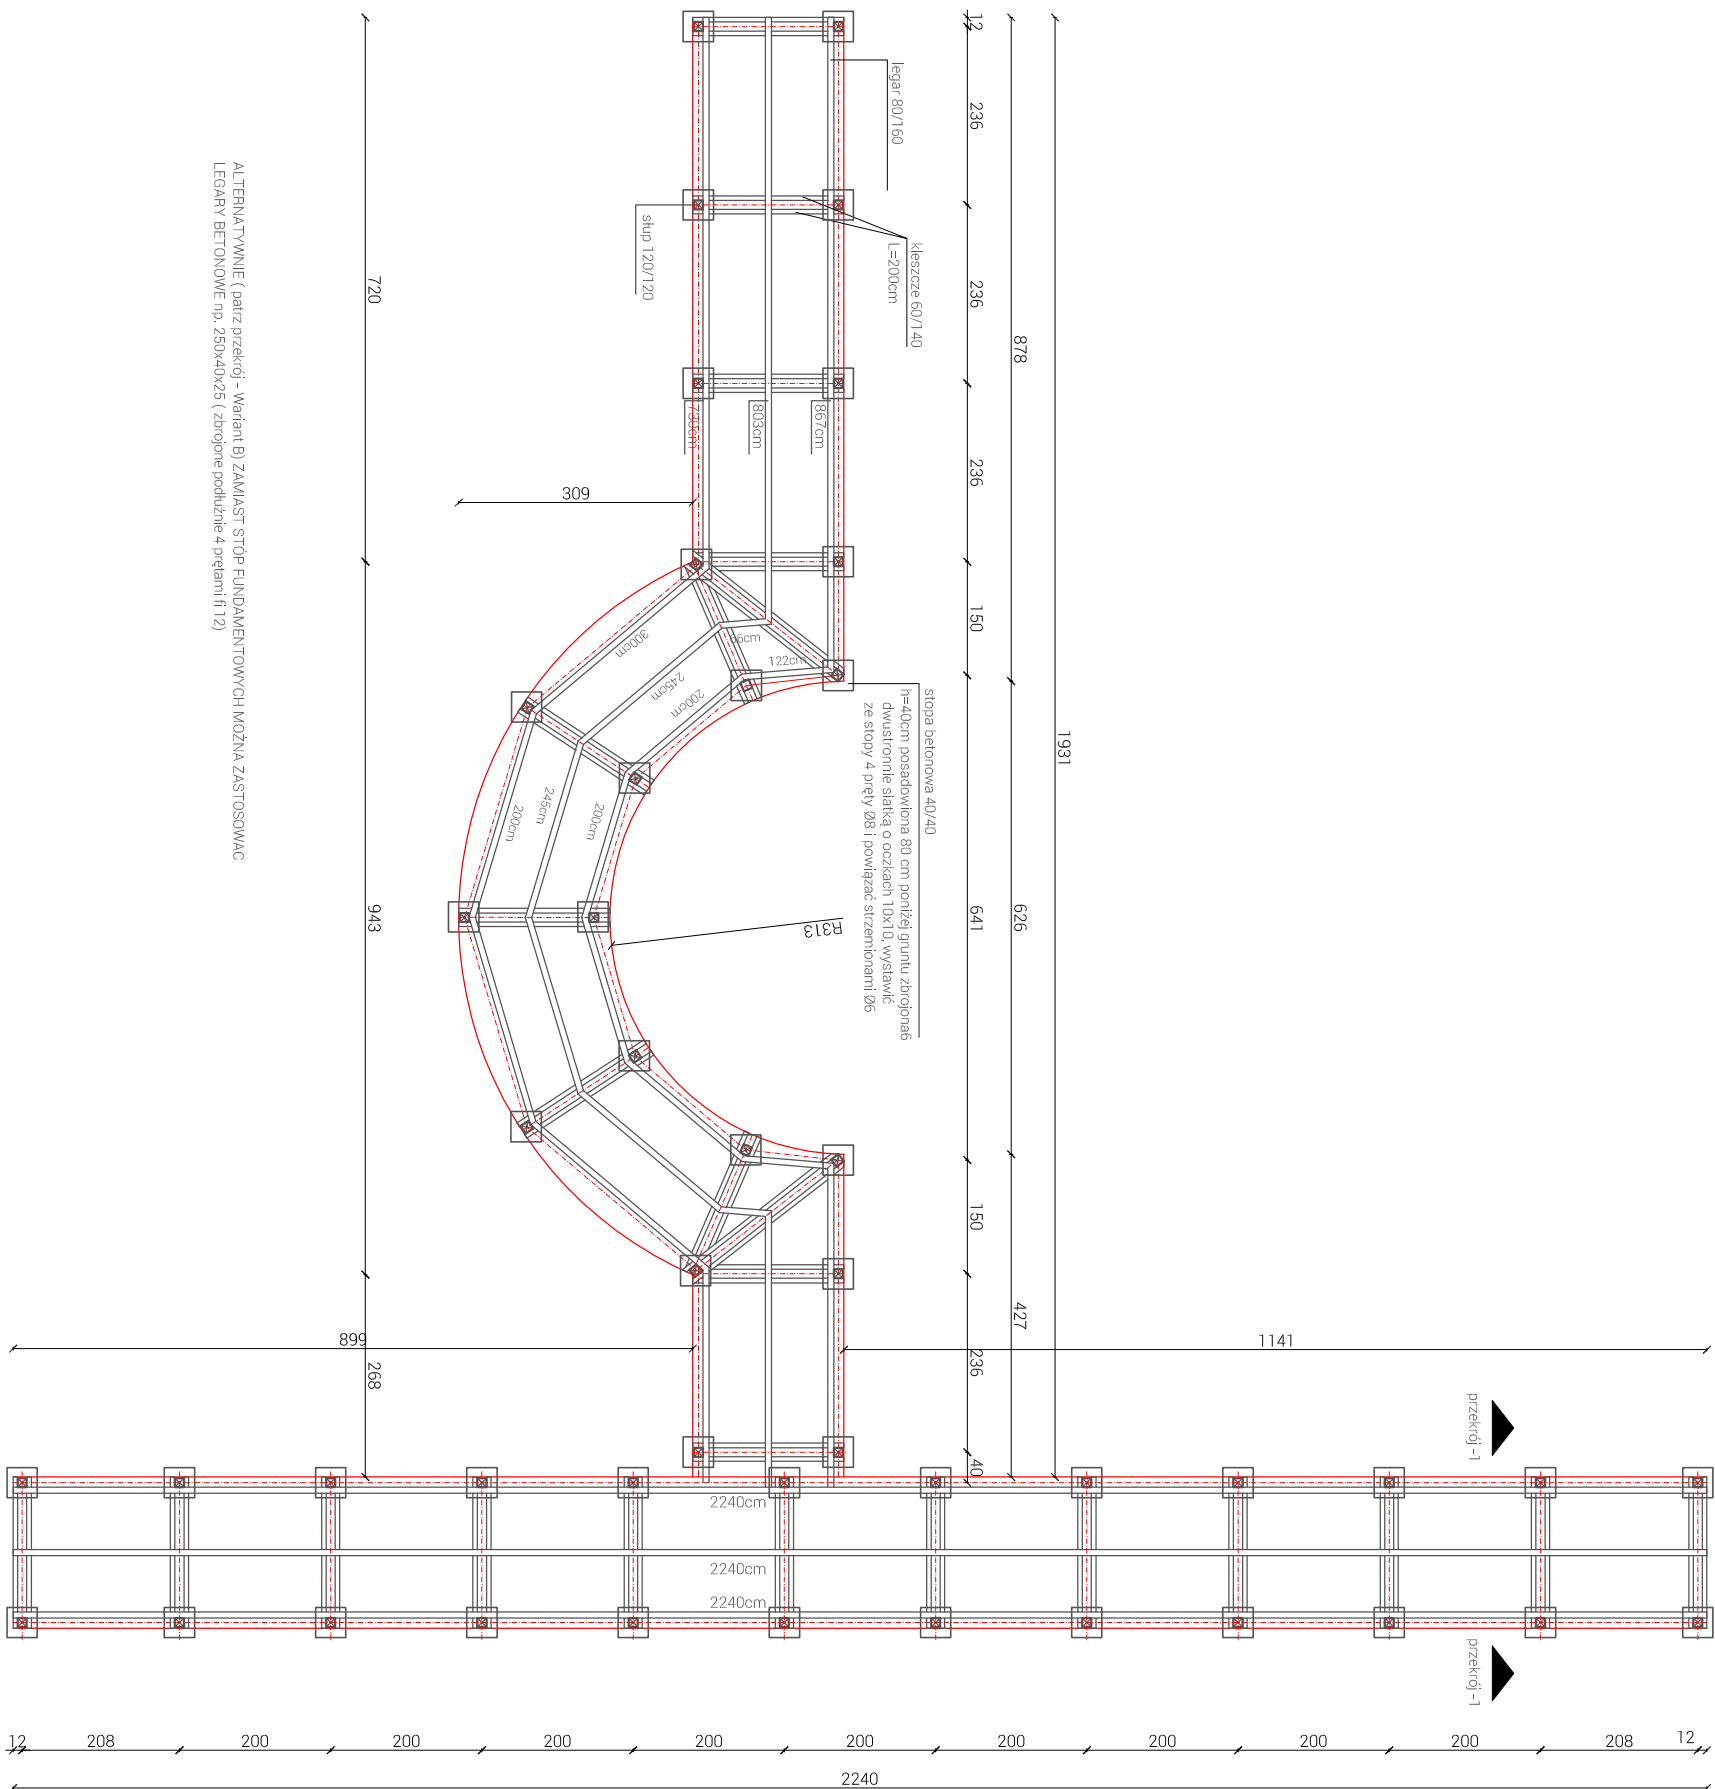 12
236
236
236
150
641
150
236
40
878
626
427
1931
legar 80/160
kleszcze 60/140
L=200cm
słup 120/120
730cm
803cm
867cm
309
720
943
268
300cm
245cm
200cm
66cm
122cm
200cm
245cm
200cm
R313
stopa betonowa 40/40
h=40cm posadowiona 80 cm poniżej gruntu zbrojona6
dwustronnie siatką o oczkach 10x10, wystawić
ze stopy 4 pręty Ø8 i powiązać strzemionami Ø6
ALTERNATYWNIE ( patrz przekrój - Wariant B) ZAMIAST STÓP FUNDAMENTOWYCH MOŻNA ZASTOSOWAC
LEGARY BETONOWE np. 250x40x25 ( zbrojone podłużnie 4 prętami fi 12)
899
1141
przekrój -1
2240cm
2240cm
2240cm
przekrój -1
12
208
200
200
200
200
200
200
200
200
200
208
12
2240